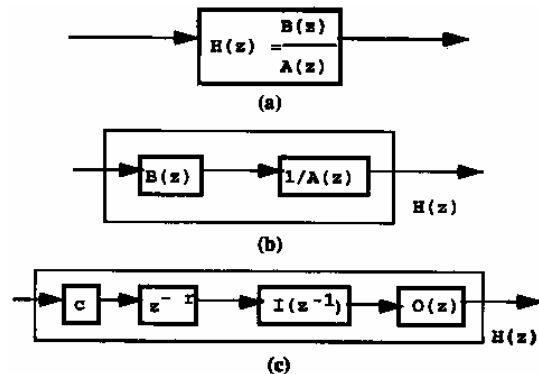 H(z) = B(z)/A(z)
(a)
B(z) 1/A(z)
H(z)
(b)
c z^{- r} I(z^{-1}) O(z)
H(z)
(c)